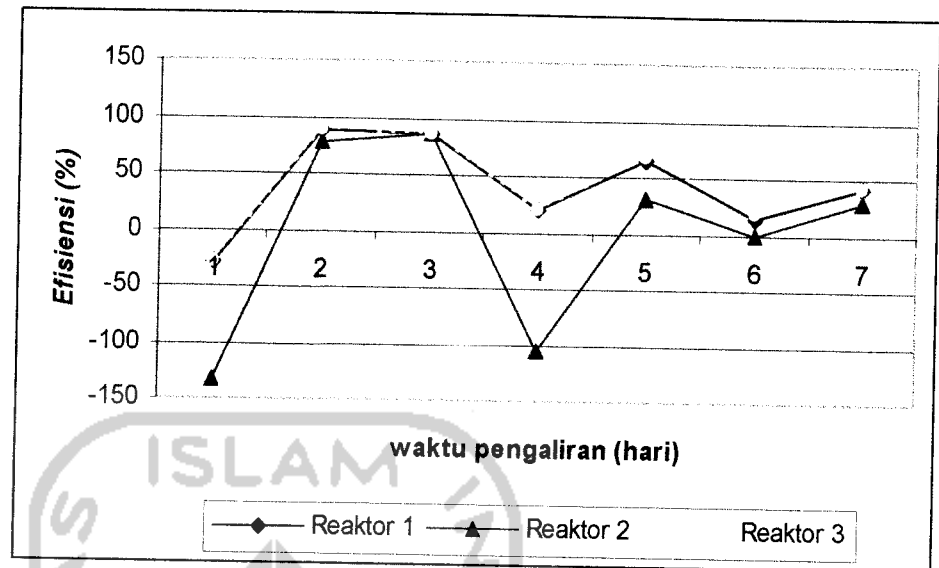 150
100
50
0
-50
-100
-150
Efisiensi (%)
1 2 3 4 5 6 7
waktu pengaliran (hari)
Reaktor 1 Reaktor 2 Reaktor 3
ISLAM